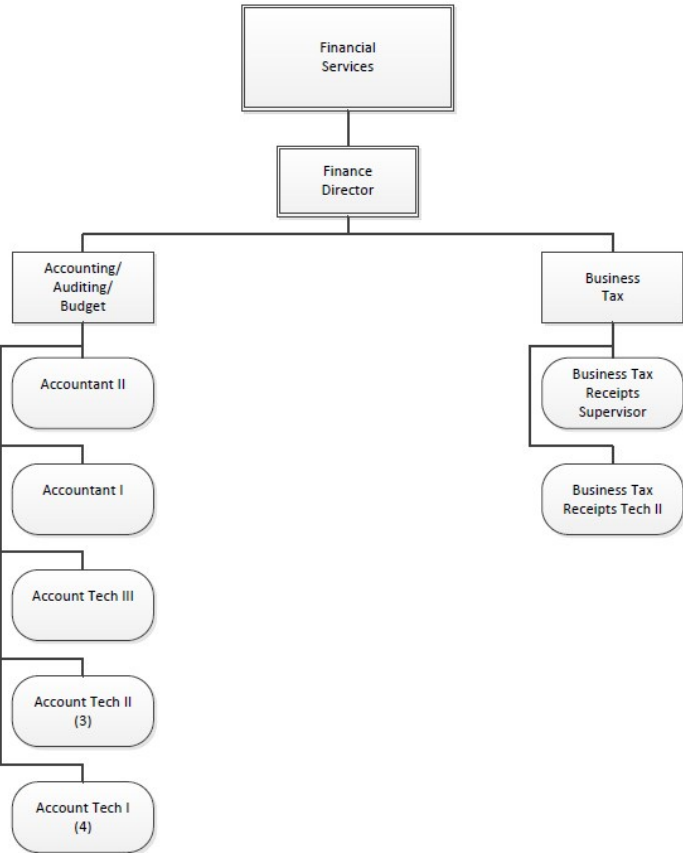 Financial
Services
Finance
Director
Accounting/
Auditing/
Budget
Business
Tax
Accountant II
Business Tax
Receipts
Supervisor
Accountant I
Business Tax
Receipts Tech II
Account Tech III
Account Tech II
(3)
Account Tech I
(4)